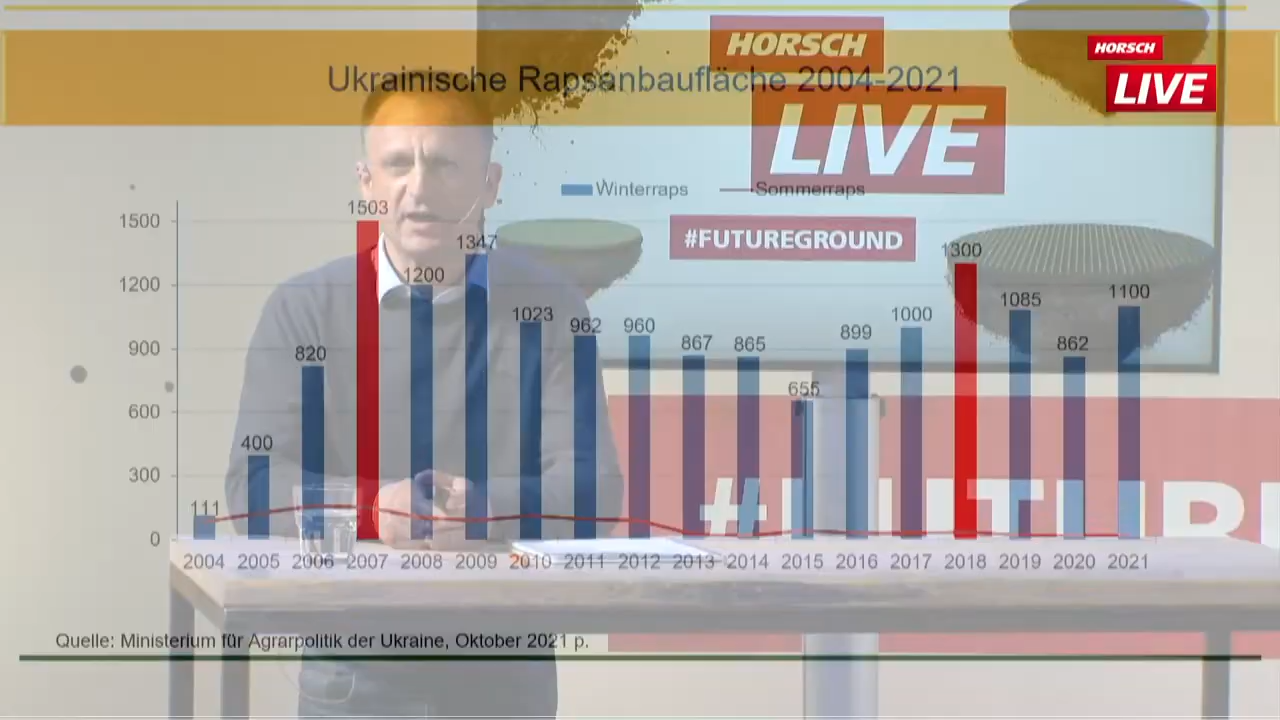 HORSCH
LIVE
HORSCH
LIVE
Ukrainische Rapsanbaufläche 2004-2021
Winterraps
Sommerraps
#FUTUREGROUND
1500
1200
900
600
300
0
111
400
820
1503
1200
1347
1023
962
960
867
865
655
899
1000
1300
1085
862
1100
2004 2005 2006 2007 2008 2009 2010 2011 2012 2013 2014 2015 2016 2017 2018 2019 2020 2021
Quelle: Ministerium für Agrarpolitik der Ukraine, Oktober 2021 p.